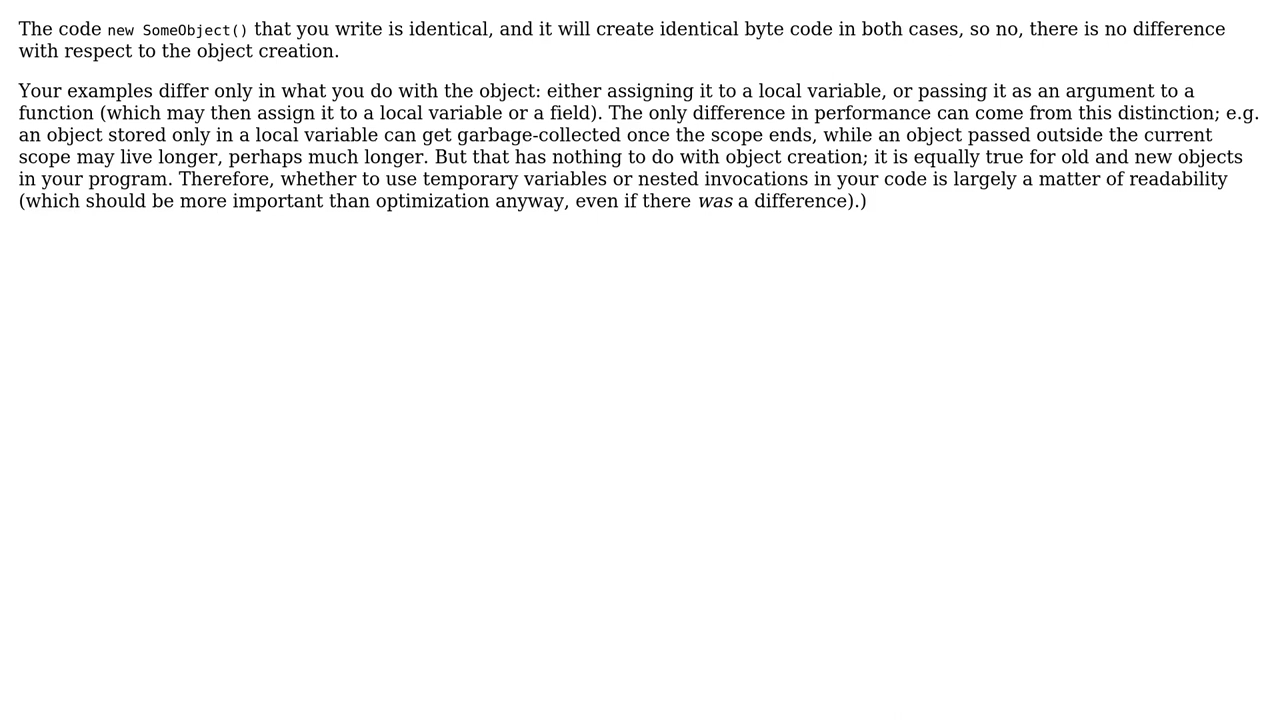 The code new SomeObject() that you write is identical, and it will create identical byte code in both cases, so no, there is no difference
with respect to the object creation.
Your examples differ only in what you do with the object: either assigning it to a local variable, or passing it as an argument to a
function (which may then assign it to a local variable or a field). The only difference in performance can come from this distinction; e.g.
an object stored only in a local variable can get garbage-collected once the scope ends, while an object passed outside the current
scope may live longer, perhaps much longer. But that has nothing to do with object creation; it is equally true for old and new objects
in your program. Therefore, whether to use temporary variables or nested invocations in your code is largely a matter of readability
(which should be more important than optimization anyway, even if there was a difference).)